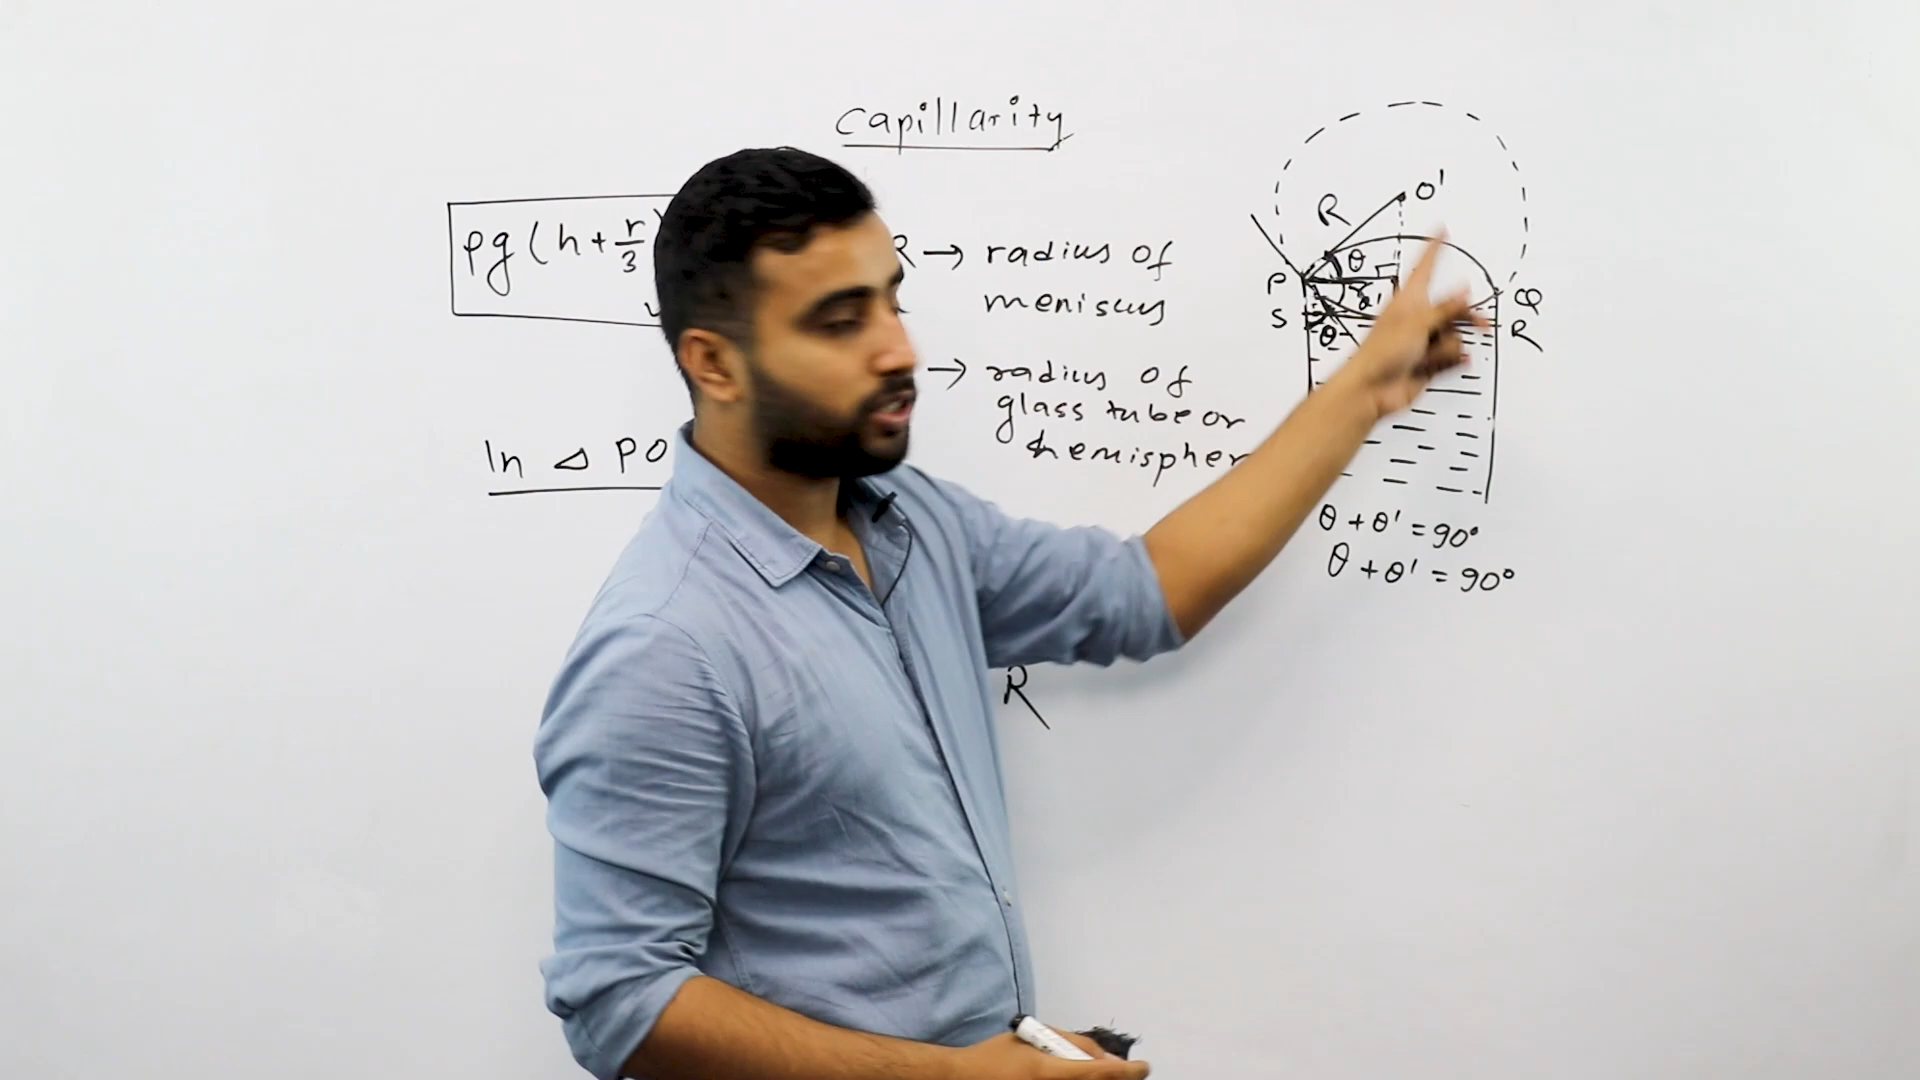 Capillarity
ρg(h+r/3)
R → radius of
meniscus
→ radius of
glass tube or
hemispher
In △ PO
R
O'
R
θ
P
Q
S
R
θ
θ + θ' = 90°
θ + θ' = 90°